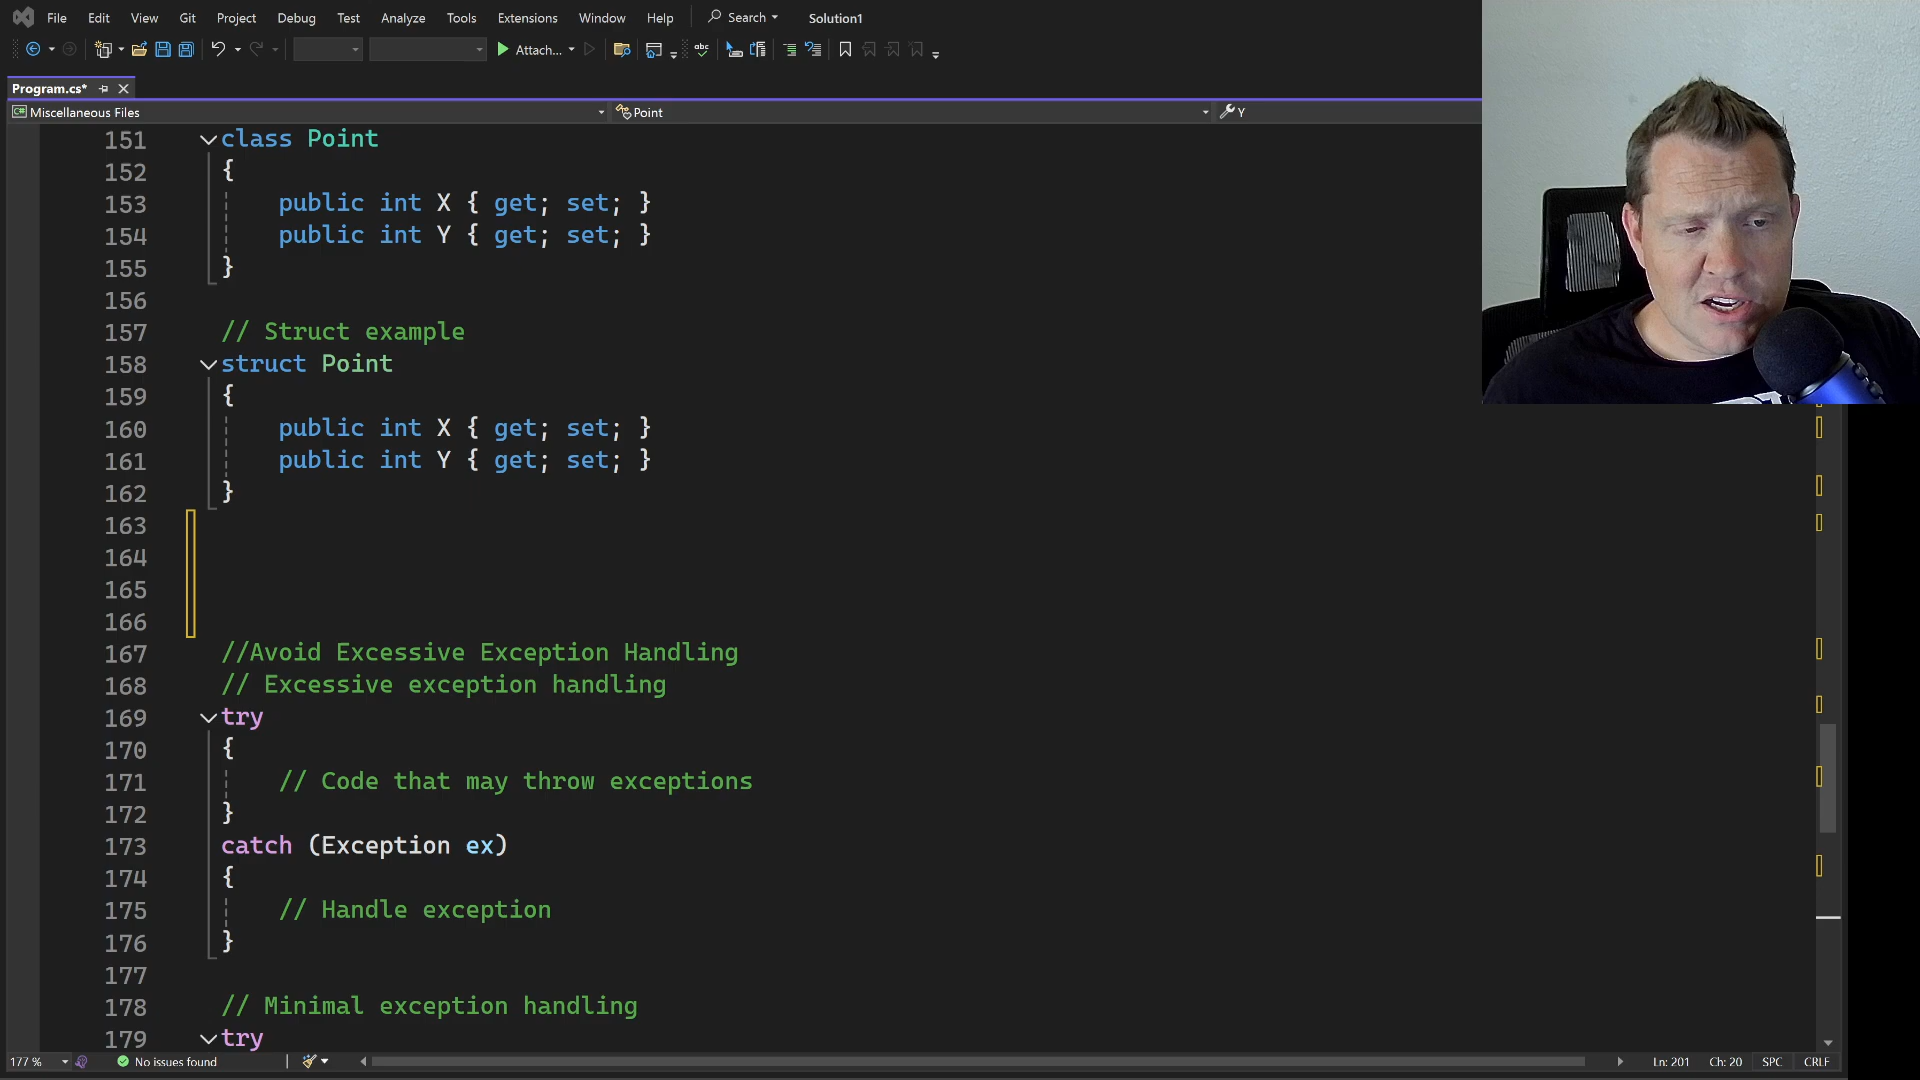 File Edit View Git Project Debug Test Analyze Tools Extensions Window Help Search Solution1
Attach...
Program.cs*
C# Miscellaneous Files Point Y
151 class Point
152 {
153 public int X { get; set; }
154 public int Y { get; set; }
155 }
156
157 // Struct example
158 struct Point
159 {
160 public int X { get; set; }
161 public int Y { get; set; }
162 }
163
164
165
166
167 //Avoid Excessive Exception Handling
168 // Excessive exception handling
169 try
170 {
171 // Code that may throw exceptions
172 }
173 catch (Exception ex)
174 {
175 // Handle exception
176 }
177
178 // Minimal exception handling
179 try
177 % No issues found Ln: 201 Ch: 20 SPC CRLF